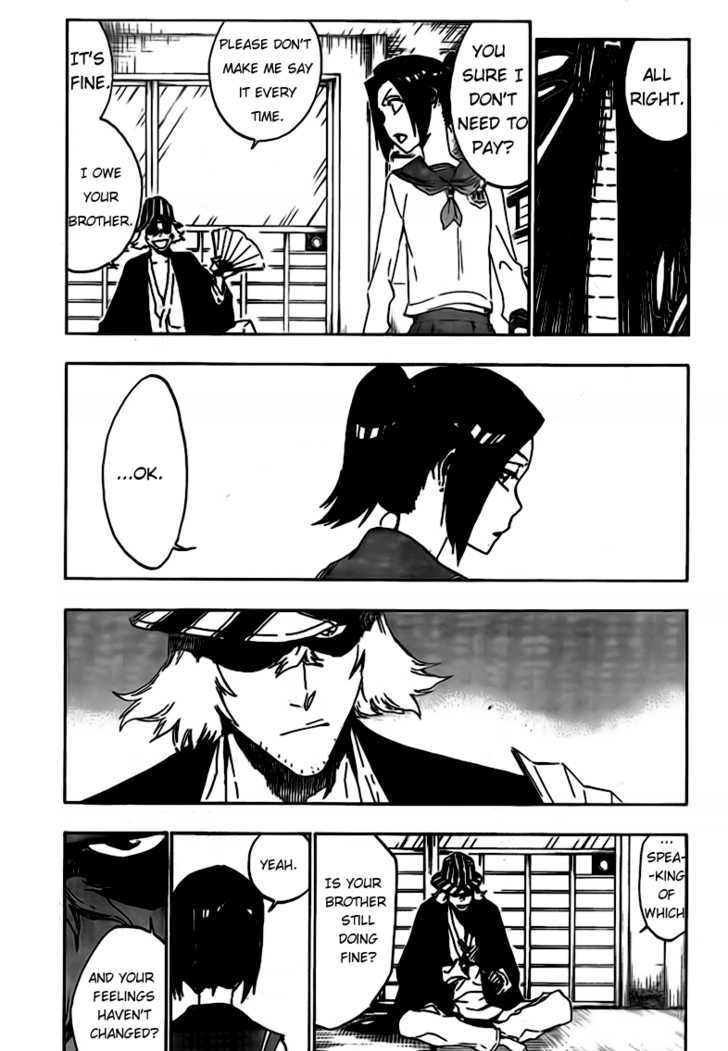 ALL
RIGHT.
YOU
SURE I
DON'T
NEED TO
PAY?
PLEASE DON'T
MAKE ME SAY
IT EVERY
TIME.
IT'S
FINE.
I OWE
YOUR
BROTHER.
...OK.
...
SPEA-
-KING
OF
WHICH
IS YOUR
BROTHER
STILL
DOING
FINE?
YEAH.
AND YOUR
FEELINGS
HAVEN'T
CHANGED?